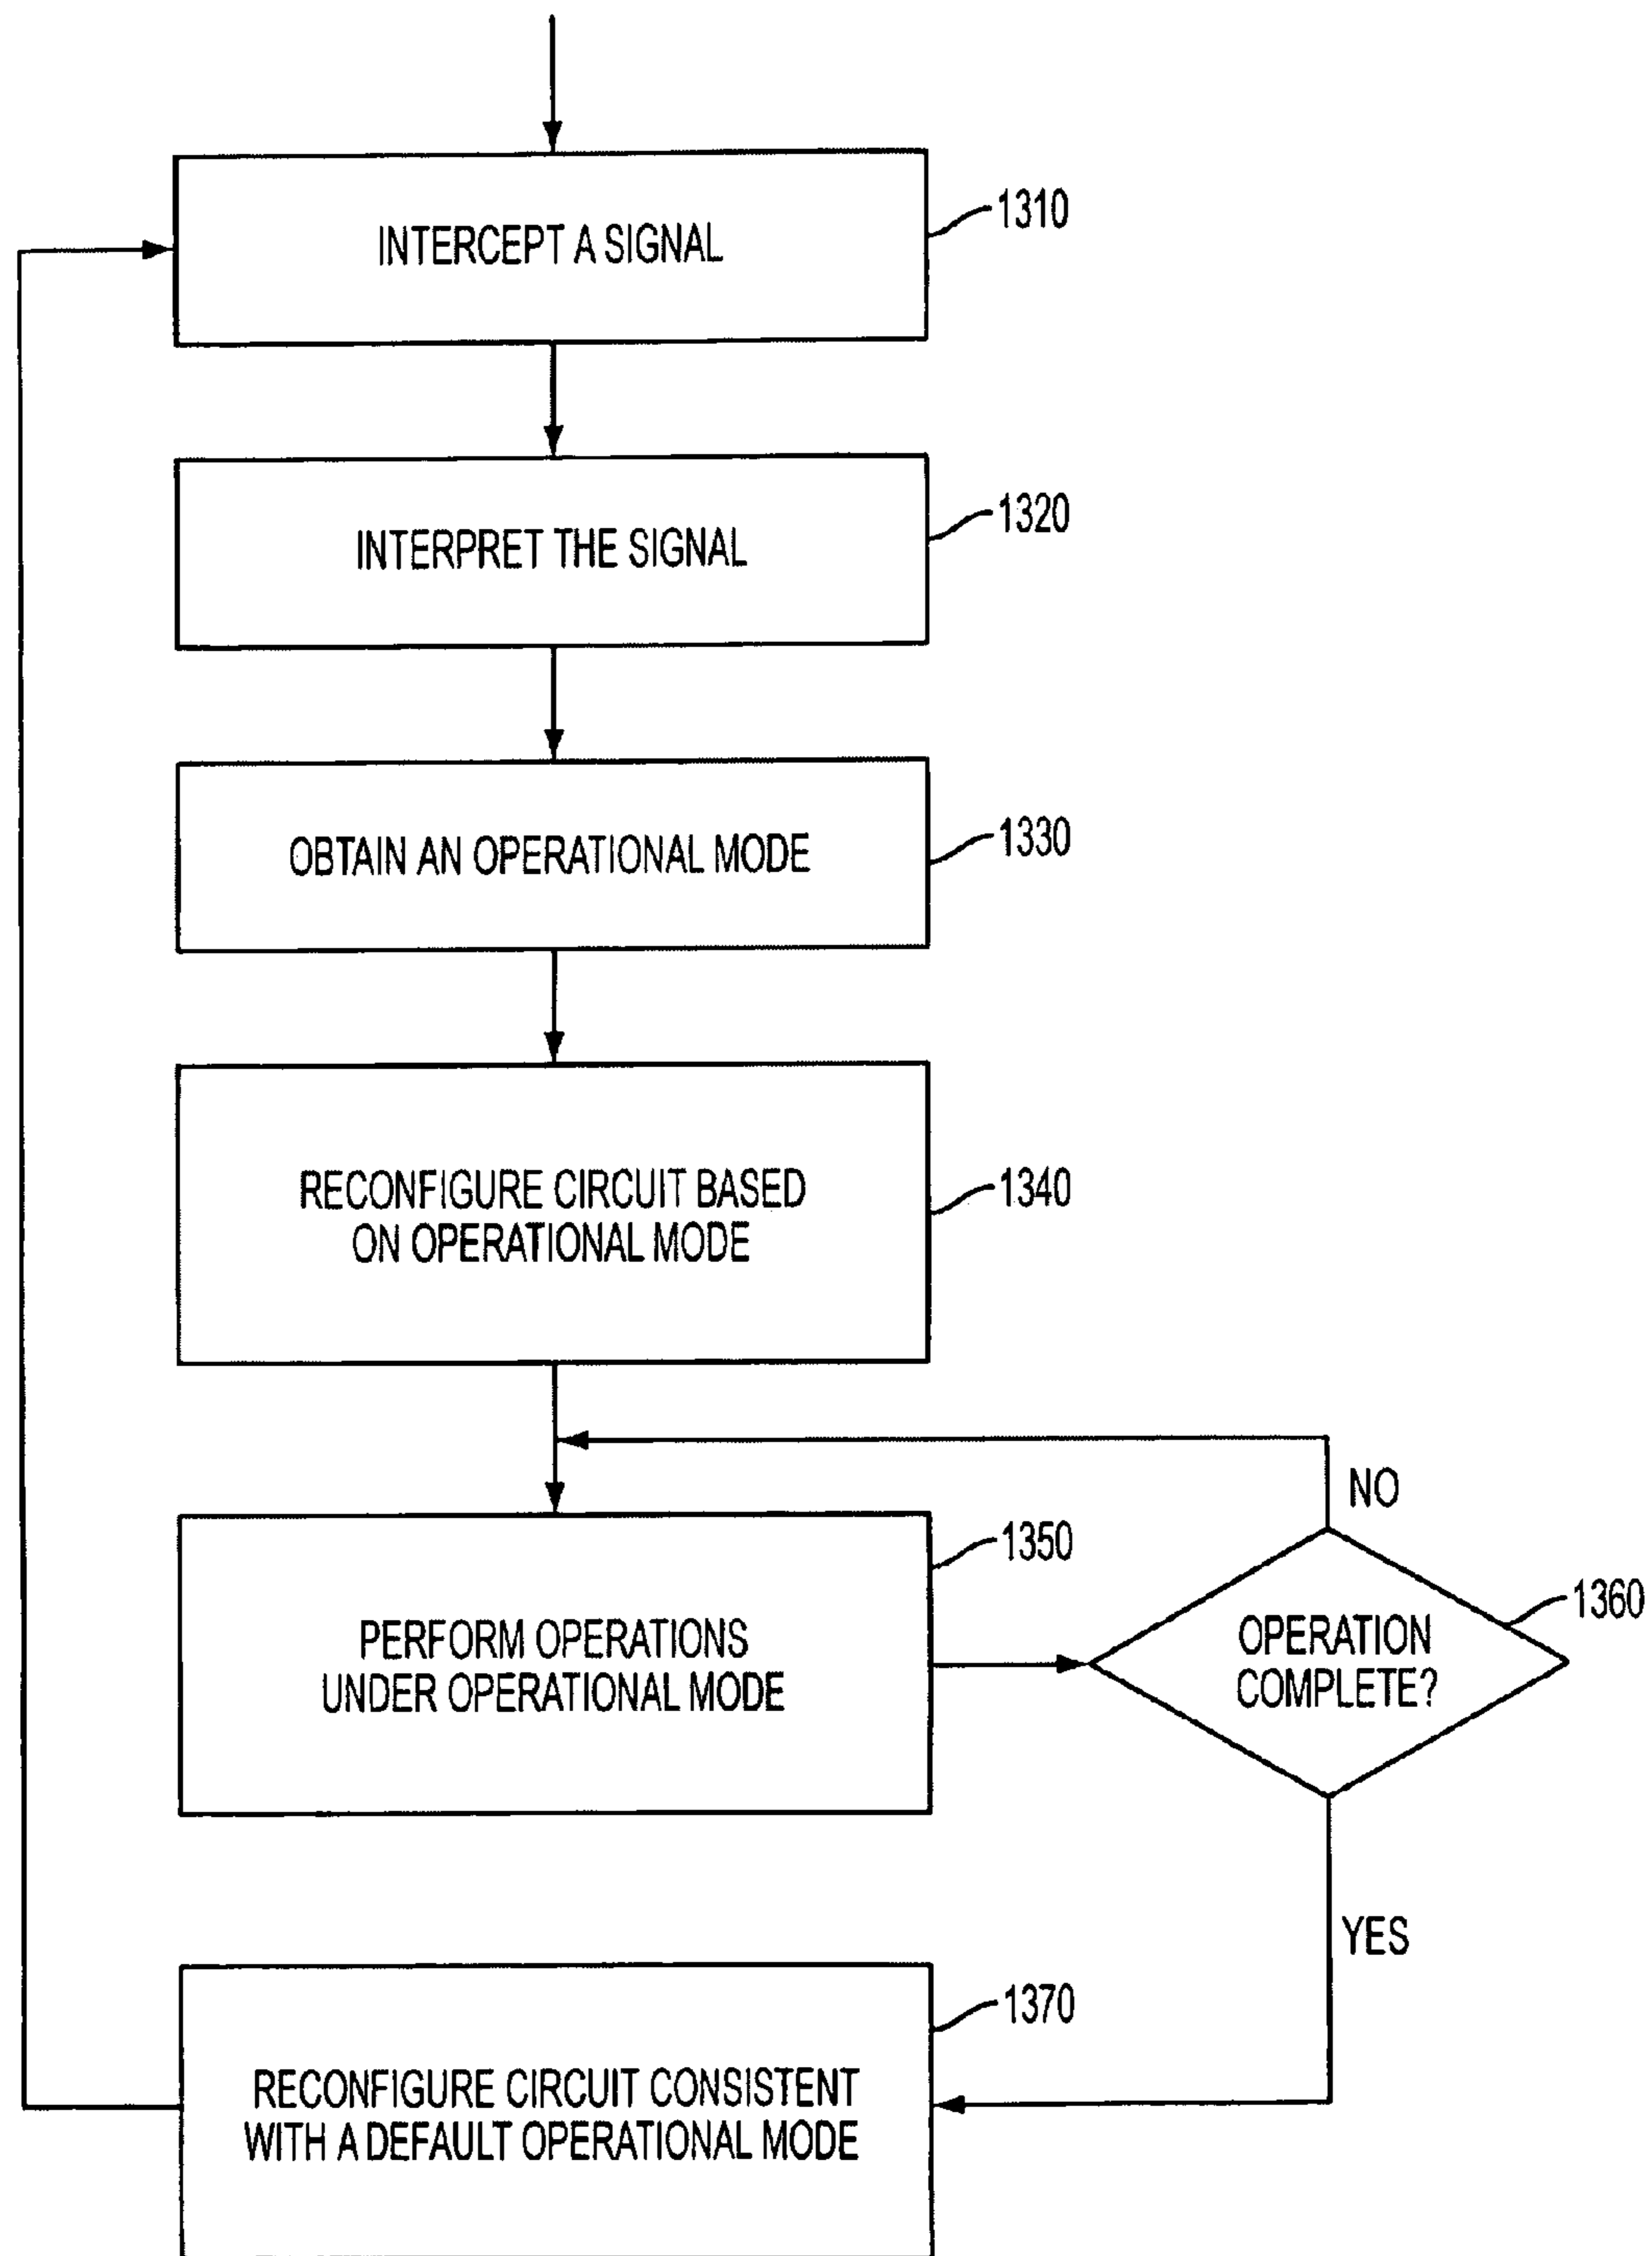 INTERCEPT A SIGNAL
1310
INTERPRET THE SIGNAL
1320
OBTAIN AN OPERATIONAL MODE
1330
RECONFIGURE CIRCUIT BASED
ON OPERATIONAL MODE
1340
PERFORM OPERATIONS
UNDER OPERATIONAL MODE
1350
NO
OPERATION
COMPLETE?
1360
YES
RECONFIGURE CIRCUIT CONSISTENT
WITH A DEFAULT OPERATIONAL MODE
1370